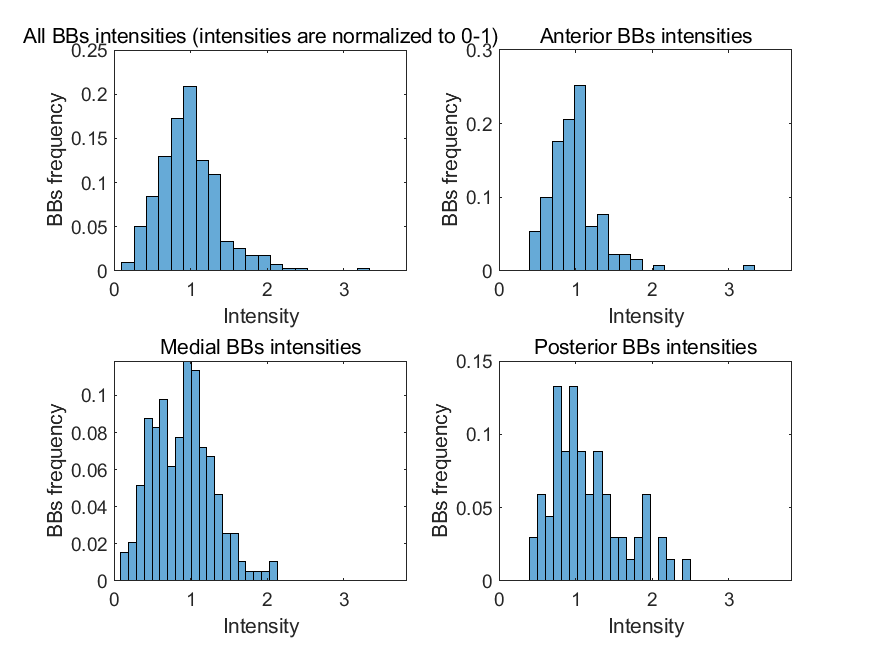 All BBs intensities (intensities are normalized to 0-1)
0.25
0.2
0.15
0.1
0.05
0
BBs frequency
0 1 2 3
Intensity
Anterior BBs intensities
0.3
0.2
0.1
0
BBs frequency
0 1 2 3
Intensity
Medial BBs intensities
0.1
0.08
0.06
0.04
0.02
0
BBs frequency
0 1 2 3
Intensity
Posterior BBs intensities
0.15
0.1
0.05
0
BBs frequency
0 1 2 3
Intensity